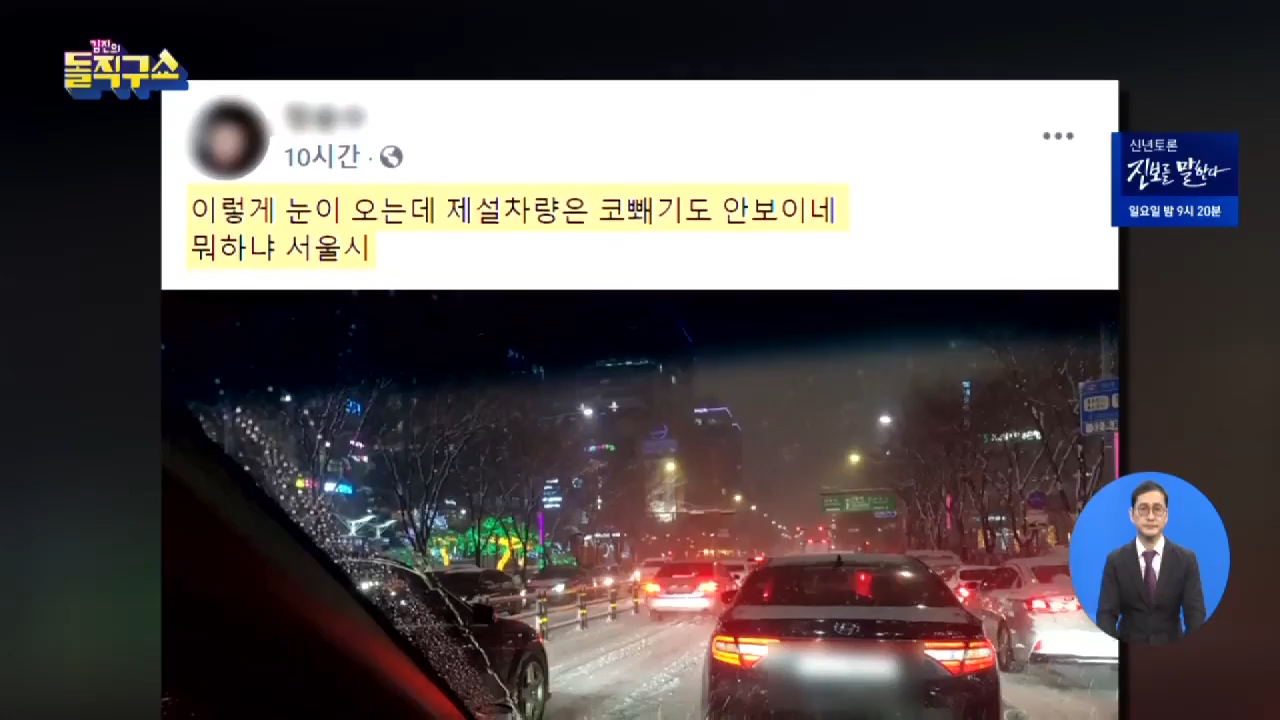 김진의
돌직구쇼
10시간
이렇게 눈이 오는데 제설차량은 코빼기도 안보이네
뭐하냐 서울시
신년토론
진보를 말한다
일요일 밤 9시 20분